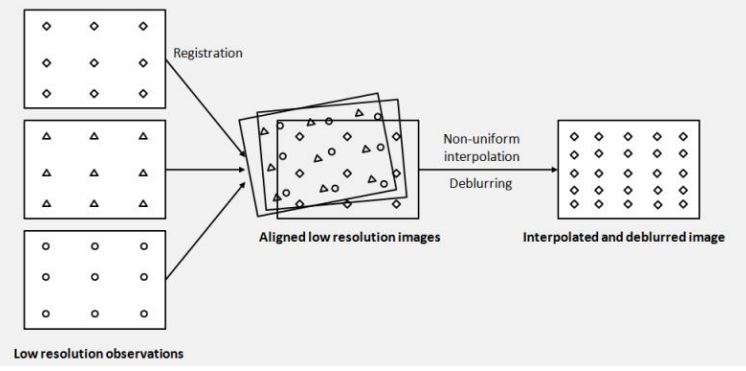 Registration
Non-uniform
interpolation
Deblurring
Aligned low resolution images
Interpolated and deblurred image
Low resolution observations